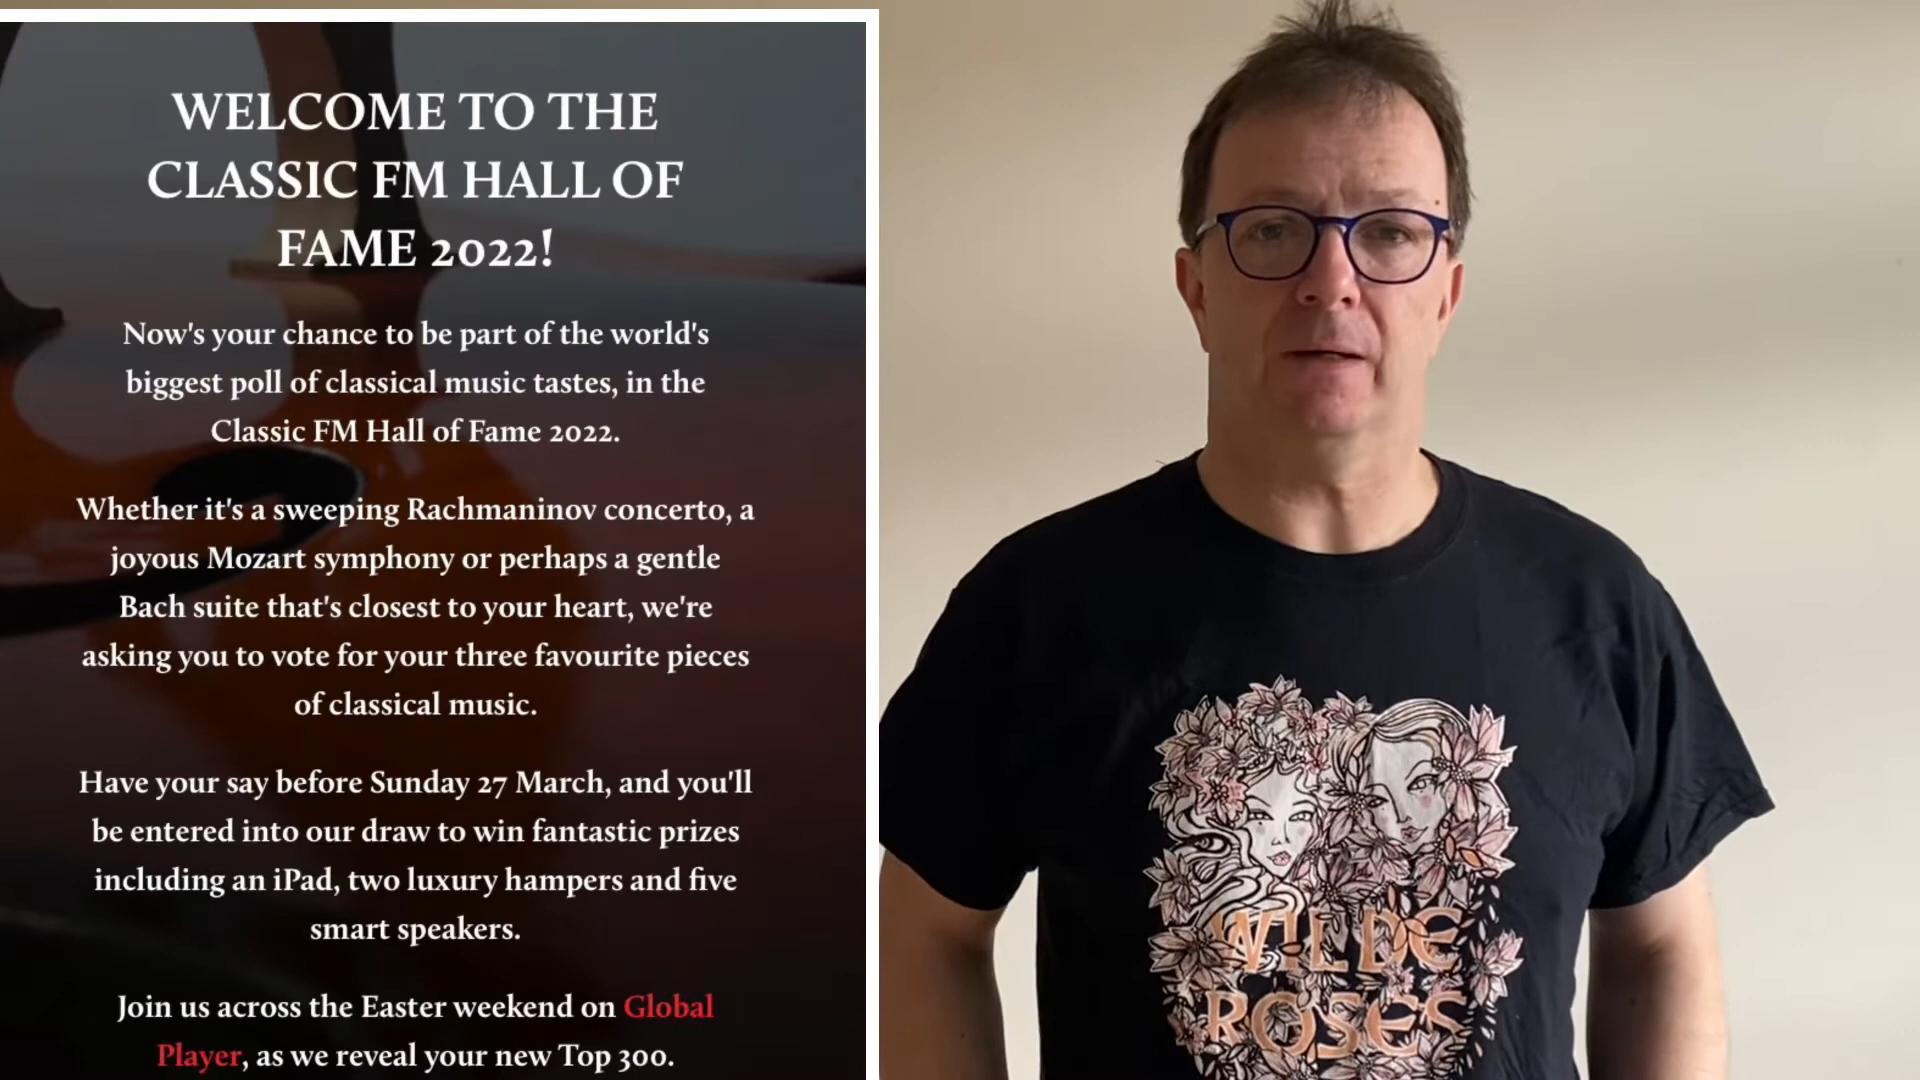 WELCOME TO THE
CLASSIC FM HALL OF
FAME 2022!
Now's your chance to be part of the world's
biggest poll of classical music tastes, in the
Classic FM Hall of Fame 2022.
Whether it's a sweeping Rachmaninov concerto, a
joyous Mozart symphony or perhaps a gentle
Bach suite that's closest to your heart, we're
asking you to vote for your three favourite pieces
of classical music.
Have your say before Sunday 27 March, and you'll
be entered into our draw to win fantastic prizes
including an iPad, two luxury hampers and five
smart speakers.
Join us across the Easter weekend on Global
Player, as we reveal your new Top 300.
WILDE
ROSES